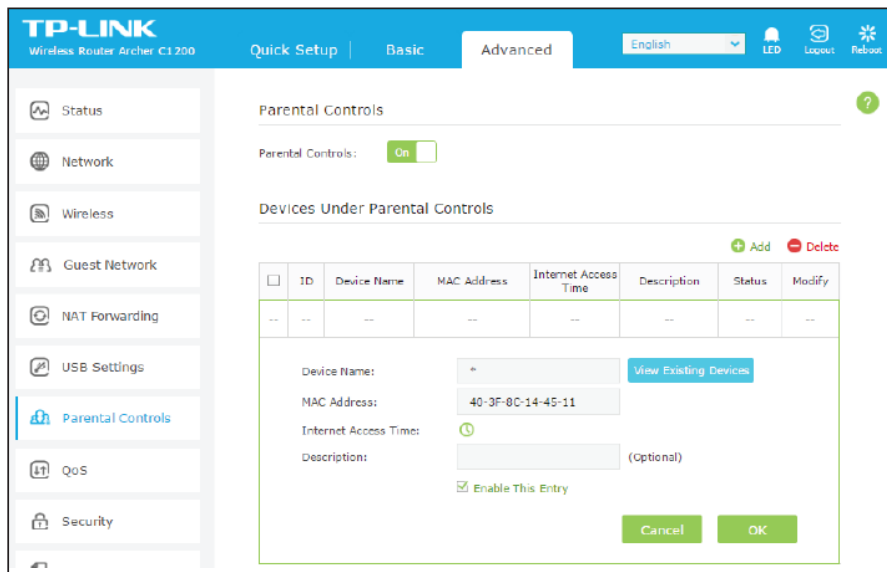 TP-LINK
Wireless Router Archer C1200
Quick Setup | Basic Advanced English LED Logout Reboot
Status
Network
Wireless
Guest Network
NAT Forwarding
USB Settings
Parental Controls
QoS
Security
Parental Controls
?
Parental Controls: On
Devices Under Parental Controls
Add Delete
ID Device Name MAC Address Internet Access Time Description Status Modify
-- -- -- -- -- -- -- --
Device Name: * View Existing Devices
MAC Address: 40-3F-8C-14-45-11
Internet Access Time:
Description: (Optional)
Enable This Entry
Cancel OK